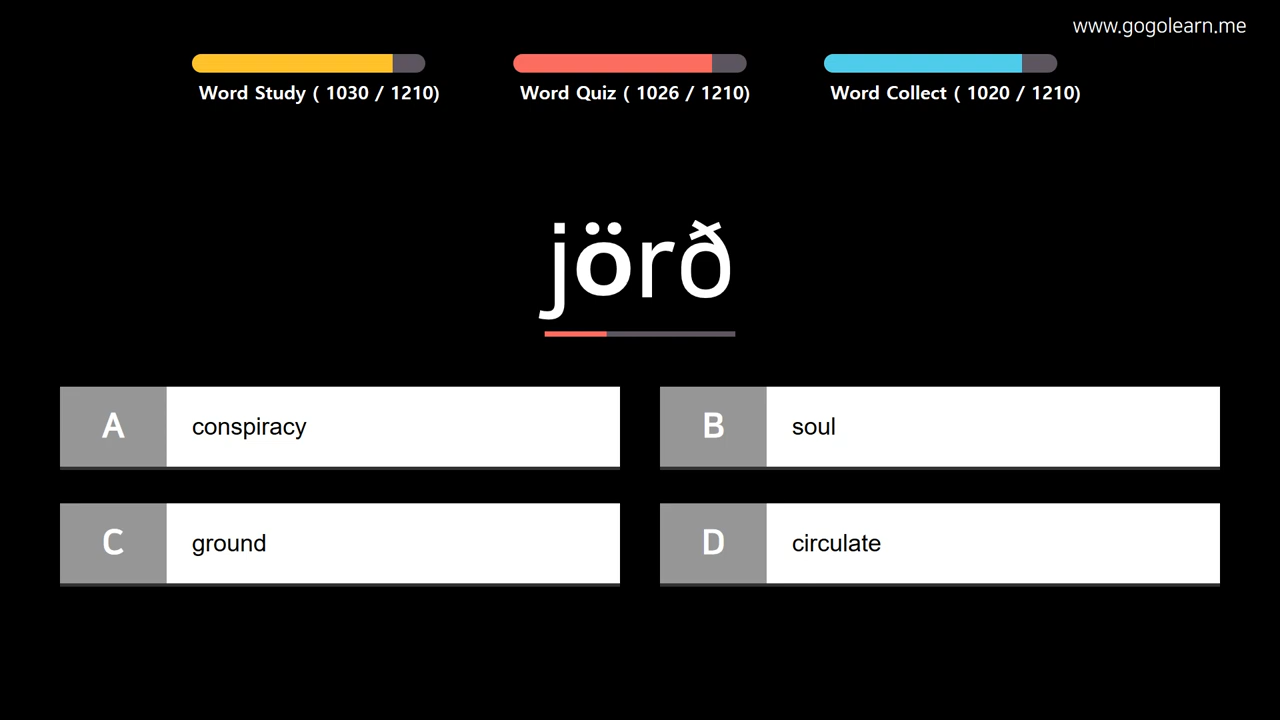 www.gogolearn.me
Word Study ( 1030 / 1210)
Word Quiz ( 1026 / 1210)
Word Collect ( 1020 / 1210)
jörð
A conspiracy
B soul
C ground
D circulate